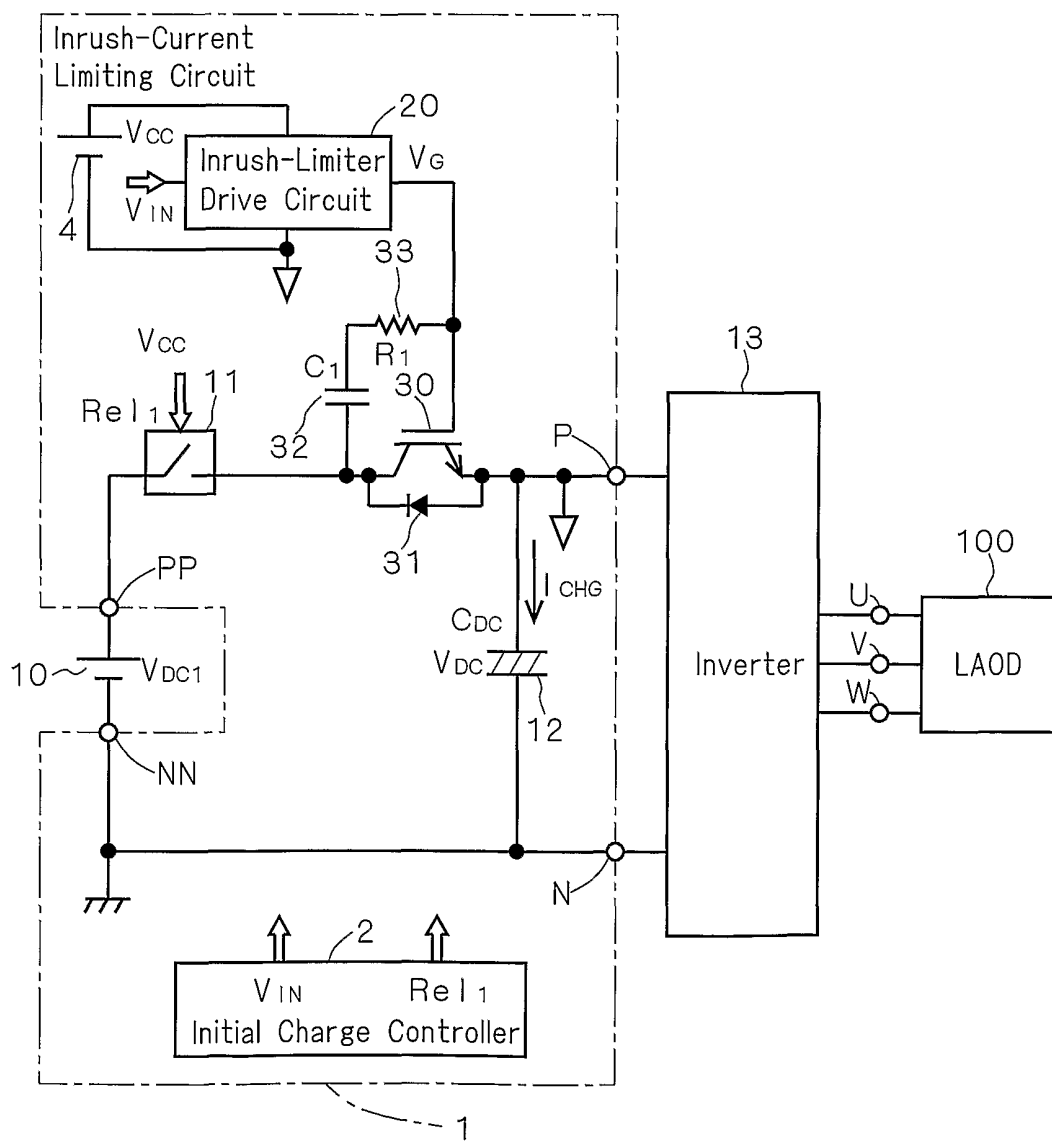 Inrush-Current
Limiting Circuit
20
VCC
Inrush-Limiter
Drive Circuit
VG
VIN
4
33
R1
VCC
11
Rel1
C1
32
30
13
P
31
100
PP
ICHG
U
CDC
10
VDC1
VDC
Inverter
V
LAOD
W
12
NN
N
2
VIN
Rel1
Initial Charge Controller
1